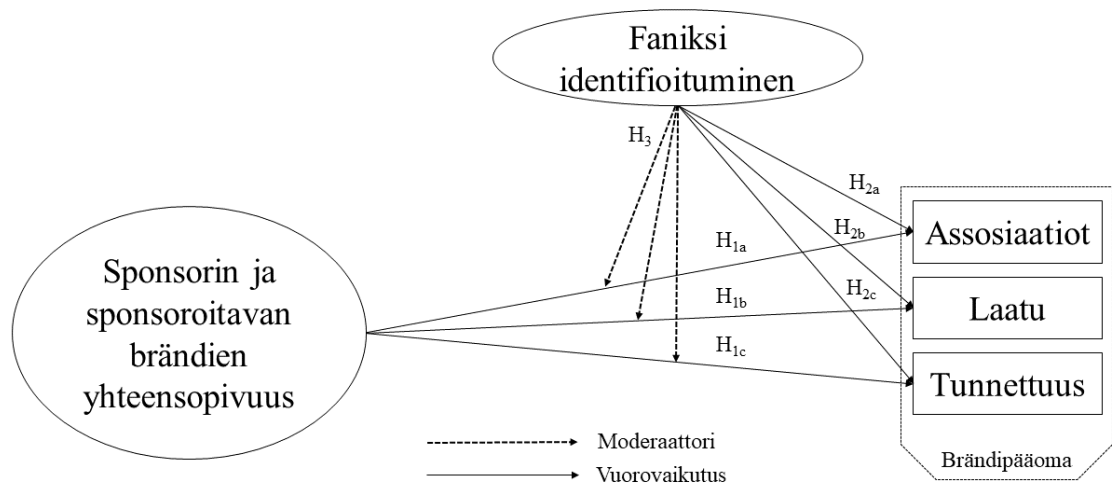 Faniksi
identifioituminen
H3
H2a
H1a
H2b
Assosiaatiot
Sponsorin ja
sponsoroitavan
brändien
yhteensopivuus
H1b
H2c
Laatu
H1c
Tunnettuus
Moderaattori
Vuorovaikutus
Brändipääoma